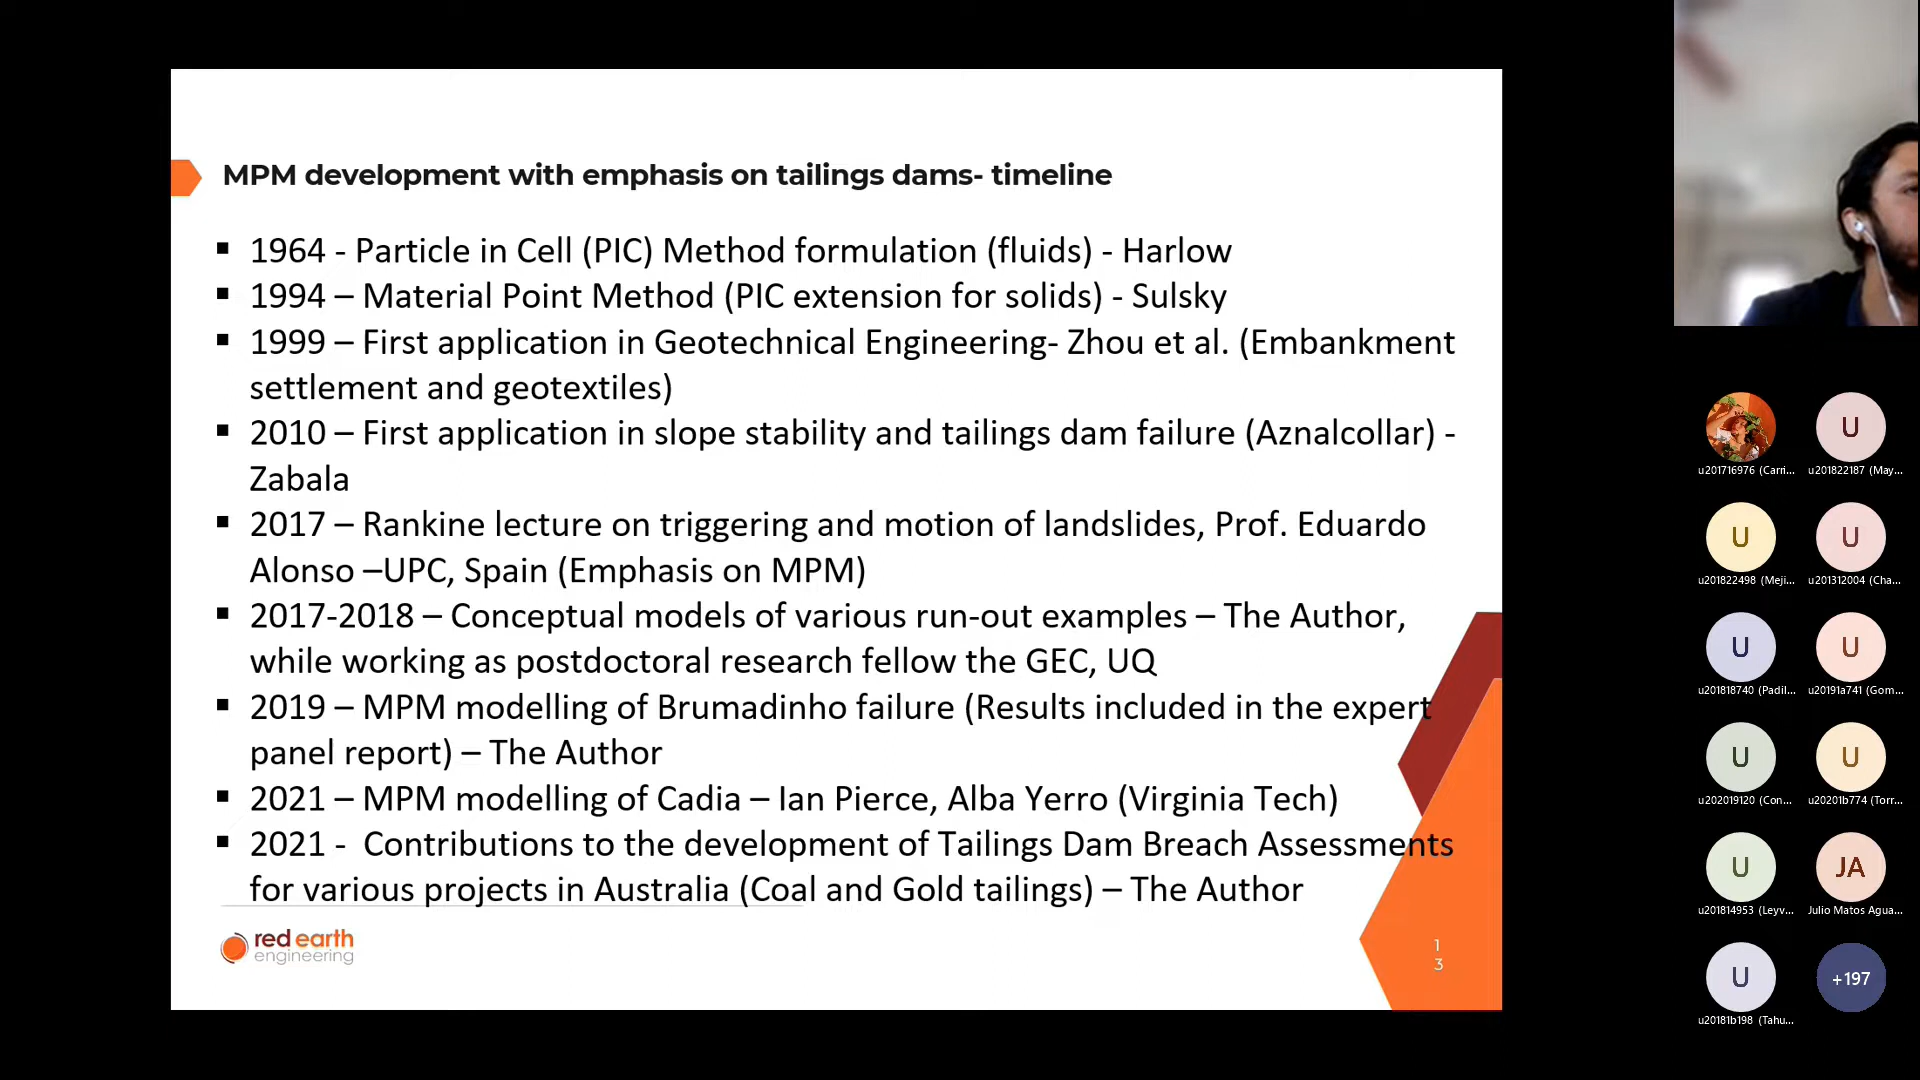 MPM development with emphasis on tailings dams- timeline
▪ 1964 - Particle in Cell (PIC) Method formulation (fluids) - Harlow
▪ 1994 – Material Point Method (PIC extension for solids) - Sulsky
▪ 1999 – First application in Geotechnical Engineering- Zhou et al. (Embankment
settlement and geotextiles)
▪ 2010 – First application in slope stability and tailings dam failure (Aznalcollar) -
Zabala
▪ 2017 – Rankine lecture on triggering and motion of landslides, Prof. Eduardo
Alonso –UPC, Spain (Emphasis on MPM)
▪ 2017-2018 – Conceptual models of various run-out examples – The Author,
while working as postdoctoral research fellow the GEC, UQ
▪ 2019 – MPM modelling of Brumadinho failure (Results included in the expert
panel report) – The Author
▪ 2021 – MPM modelling of Cadia – Ian Pierce, Alba Yerro (Virginia Tech)
▪ 2021 - Contributions to the development of Tailings Dam Breach Assessments
for various projects in Australia (Coal and Gold tailings) – The Author
red earth
engineering
1
3
U
u201716976 (Carri... u201822187 (May...
U U
u201822498 (Meji... u201312004 (Cha...
U U
u201818740 (Padil... u20191a741 (Gom...
U U
u202019120 (Con... u20201b774 (Torr...
U JA
u201814953 (Leyv... Julio Matos Agua...
U +197
u20181b198 (Tahu...